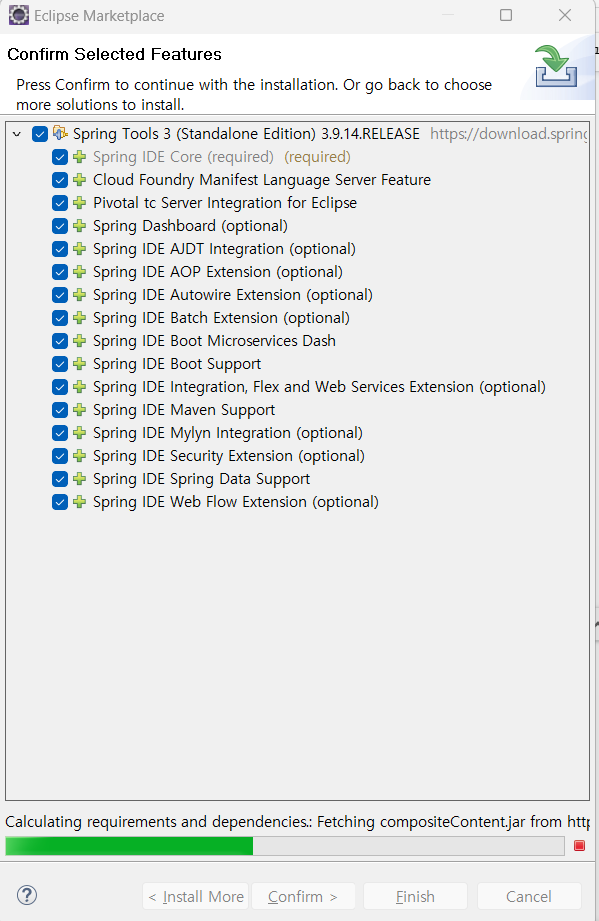 Eclipse Marketplace
Confirm Selected Features
Press Confirm to continue with the installation. Or go back to choose
more solutions to install.
Spring Tools 3 (Standalone Edition) 3.9.14.RELEASE https://download.spring
Spring IDE Core (required) (required)
Cloud Foundry Manifest Language Server Feature
Pivotal tc Server Integration for Eclipse
Spring Dashboard (optional)
Spring IDE AJDT Integration (optional)
Spring IDE AOP Extension (optional)
Spring IDE Autowire Extension (optional)
Spring IDE Batch Extension (optional)
Spring IDE Boot Microservices Dash
Spring IDE Boot Support
Spring IDE Integration, Flex and Web Services Extension (optional)
Spring IDE Maven Support
Spring IDE Mylyn Integration (optional)
Spring IDE Security Extension (optional)
Spring IDE Spring Data Support
Spring IDE Web Flow Extension (optional)
Calculating requirements and dependencies.: Fetching compositeContent.jar from http
? < Install More Confirm > Finish Cancel